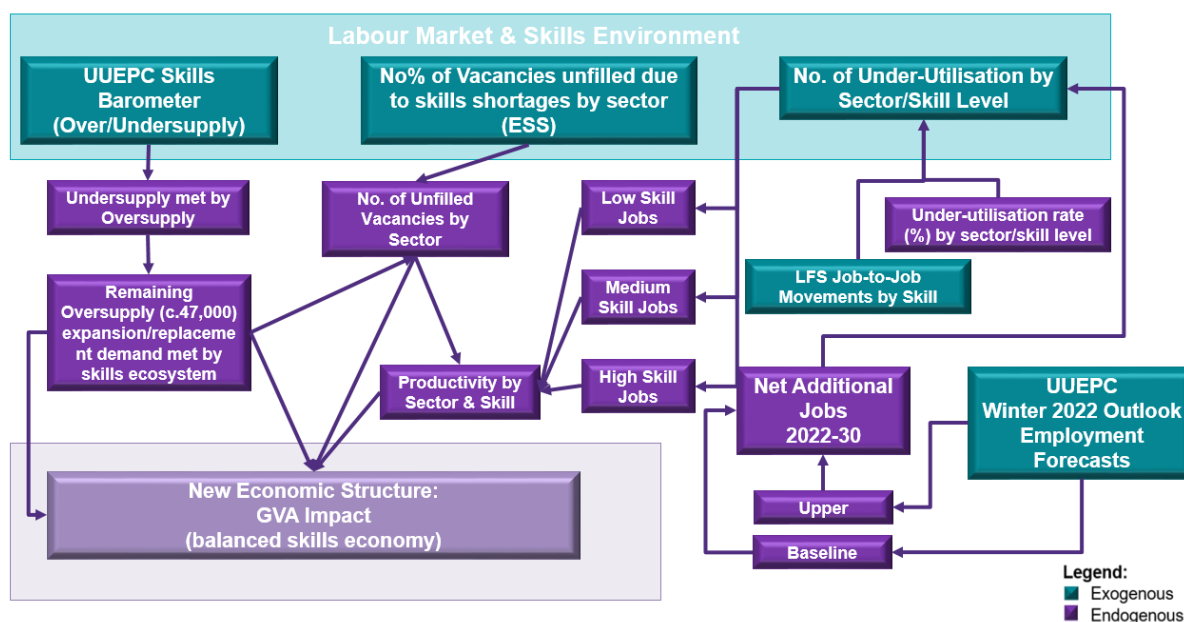 Labour Market & Skills Environment
UUEPC Skills
Barometer
(Over/Undersupply)
No% of Vacancies unfilled due
to skills shortages by sector
(ESS)
No. of Under-Utilisation by
Sector/Skill Level
Undersupply met by
Oversupply
No. of Unfilled
Vacancies by
Sector
Low Skill
Jobs
Under-utilisation rate
(%) by sector/skill level
Remaining
Oversupply (c.47,000)
expansion/replaceme
nt demand met by
skills ecosystem
Medium
Skill Jobs
LFS Job-to-Job
Movements by Skill
Productivity by
Sector & Skill
High Skill
Jobs
Net Additional
Jobs
2022-30
UUEPC
Winter 2022 Outlook
Employment
Forecasts
New Economic Structure:
GVA Impact
(balanced skills economy)
Upper
Baseline
Legend:
Exogenous
Endogenous